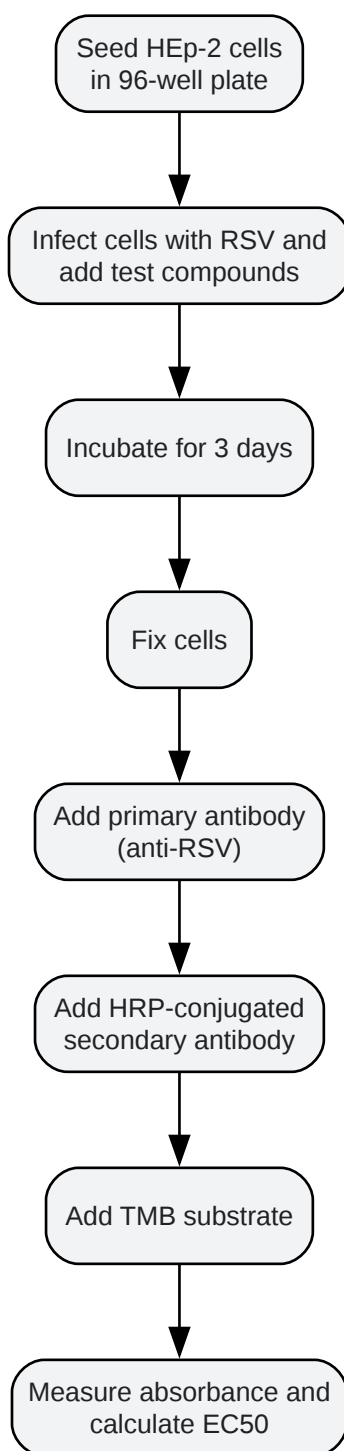 Seed HEp-2 cells
in 96-well plate
Infect cells with RSV and
add test compounds
Incubate for 3 days
Fix cells
Add primary antibody
(anti-RSV)
Add HRP-conjugated
secondary antibody
Add TMB substrate
Measure absorbance and
calculate EC50